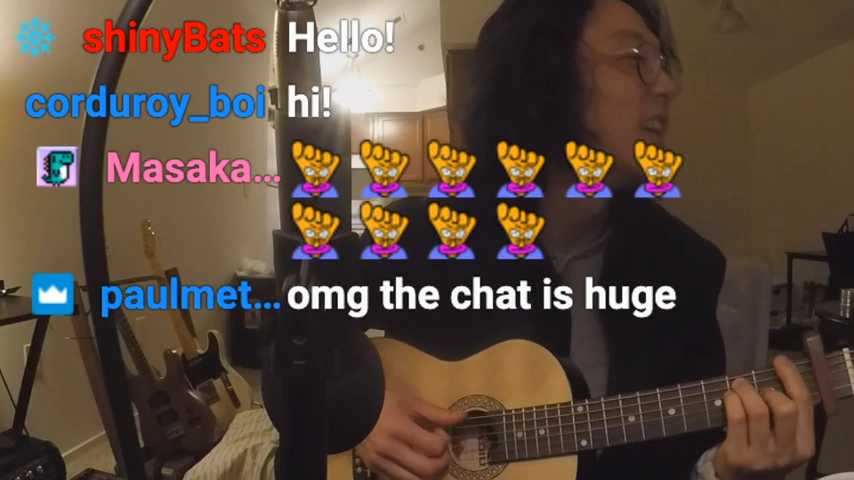 shinyBats Hello!
corduroy_boi hi!
Masaka...
paulmet... omg the chat is huge